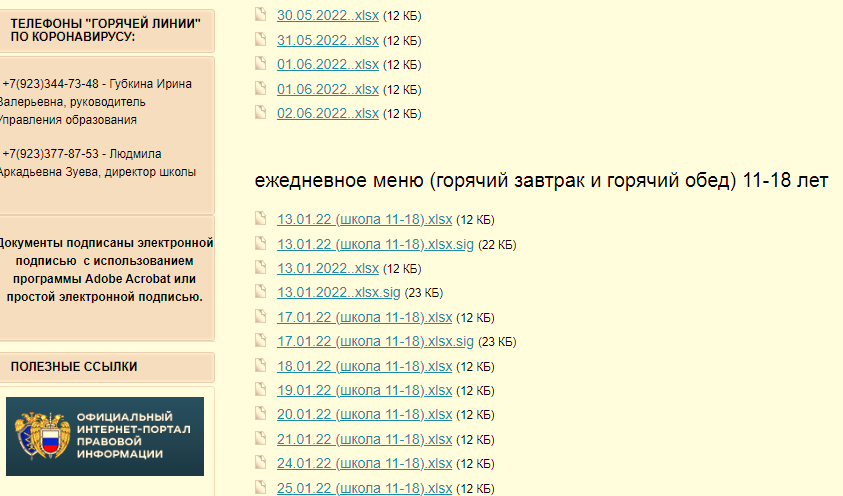 ТЕЛЕФОНЫ "ГОРЯЧЕЙ ЛИНИИ"
ПО КОРОНАВИРУСУ:
+7(923)344-73-48 - Губкина Ирина
Валерьевна, руководитель
Управления образования
+7(923)377-87-53 - Людмила
Аркадьевна Зуева, директор школы
Документы подписаны электронной
подписью с использованием
программы Adobe Acrobat или
простой электронной подписью.
ПОЛЕЗНЫЕ ССЫЛКИ
ОФИЦИАЛЬНЫЙ
ИНТЕРНЕТ-ПОРТАЛ
ПРАВОВОЙ
ИНФОРМАЦИИ
30.05.2022..xlsx (12 КБ)
31.05.2022..xlsx (12 КБ)
01.06.2022..xlsx (12 КБ)
01.06.2022..xlsx (12 КБ)
02.06.2022..xlsx (12 КБ)
ежедневное меню (горячий завтрак и горячий обед) 11-18 лет
13.01.22 (школа 11-18).xlsx (12 КБ)
13.01.22 (школа 11-18).xlsx.sig (22 КБ)
13.01.2022..xlsx (12 КБ)
13.01.2022..xlsx.sig (23 КБ)
17.01.22 (школа 11-18).xlsx (12 КБ)
17.01.22 (школа 11-18).xlsx.sig (23 КБ)
18.01.22 (школа 11-18).xlsx (12 КБ)
19.01.22 (школа 11-18).xlsx (12 КБ)
20.01.22 (школа 11-18).xlsx (12 КБ)
21.01.22 (школа 11-18).xlsx (12 КБ)
24.01.22 (школа 11-18).xlsx (12 КБ)
25.01.22 (школа 11-18).xlsx (12 КБ)